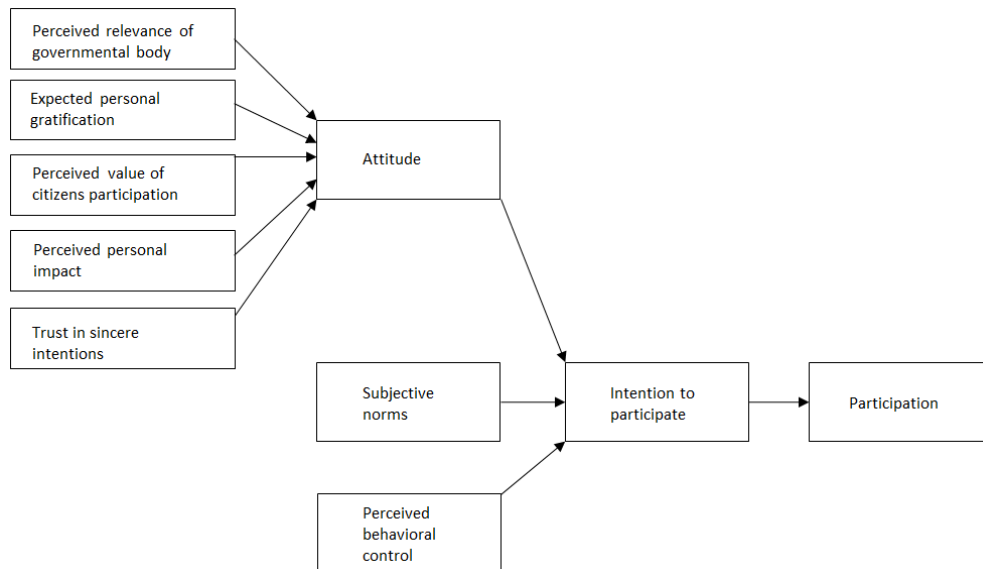 Perceived relevance of
governmental body
Expected personal
gratification
Perceived value of
citizens participation
Perceived personal
impact
Trust in sincere
intentions
Attitude
Subjective
norms
Intention to
participate
Participation
Perceived
behavioral
control